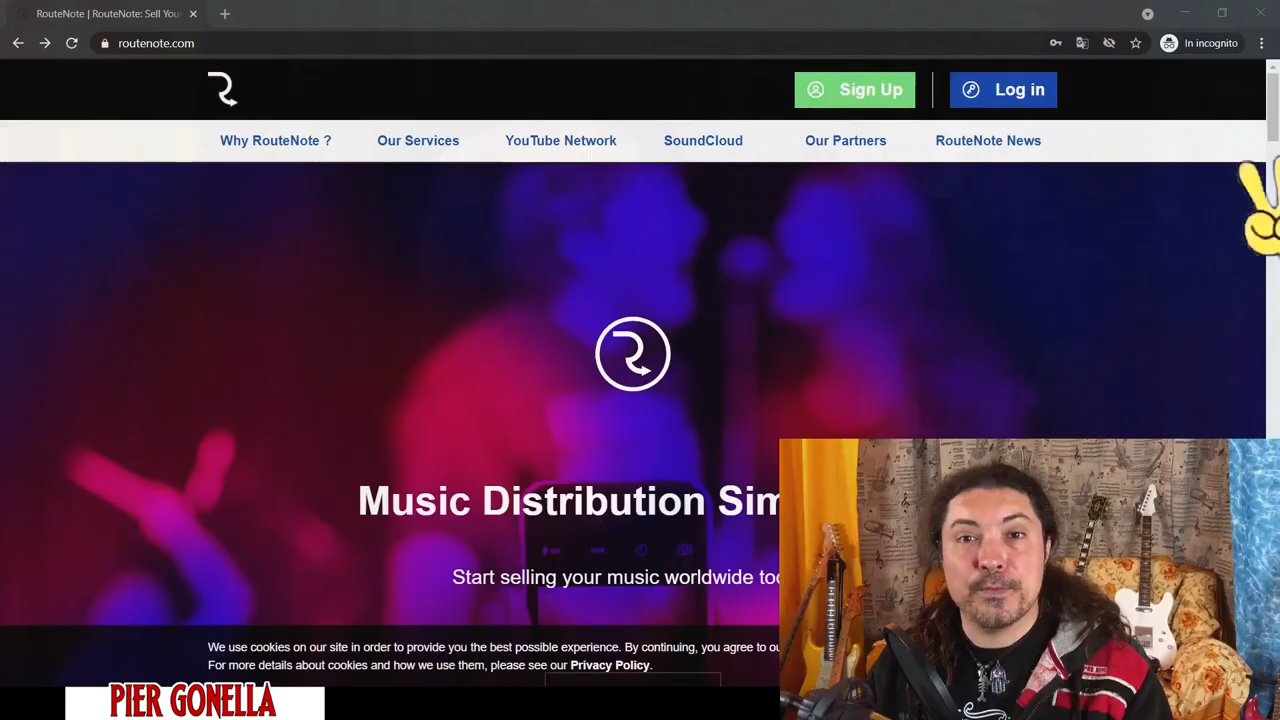 RouteNote | RouteNote: Sell You
routenote.com
In incognito
Sign Up
Log in
Why RouteNote ?
Our Services
YouTube Network
SoundCloud
Our Partners
RouteNote News
Music Distribution Sim
Start selling your music worldwide to
We use cookies on our site in order to provide you the best possible experience. By continuing, you agree to ou
For more details about cookies and how we use them, please see our Privacy Policy.
PIER GONELLA